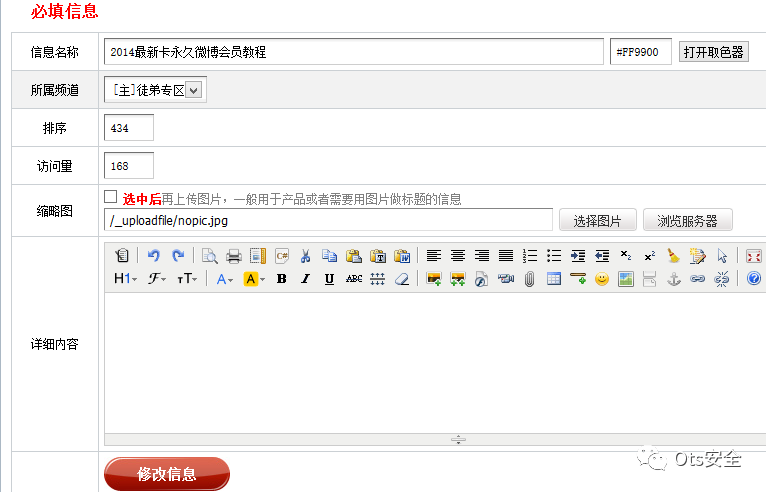 必填信息
信息名称 2014最新卡永久微博会员教程 #FF9900 打开取色器
所属频道 [主]徒弟专区
排序 434
访问量 168
缩略图 选中后再上传图片，一般用于产品或者需要用图片做标题的信息
/_uploadfile/nopic.jpg 选择图片 浏览服务器
H1 F тT A A B I U ABC
详细内容
Ots安全
修改信息